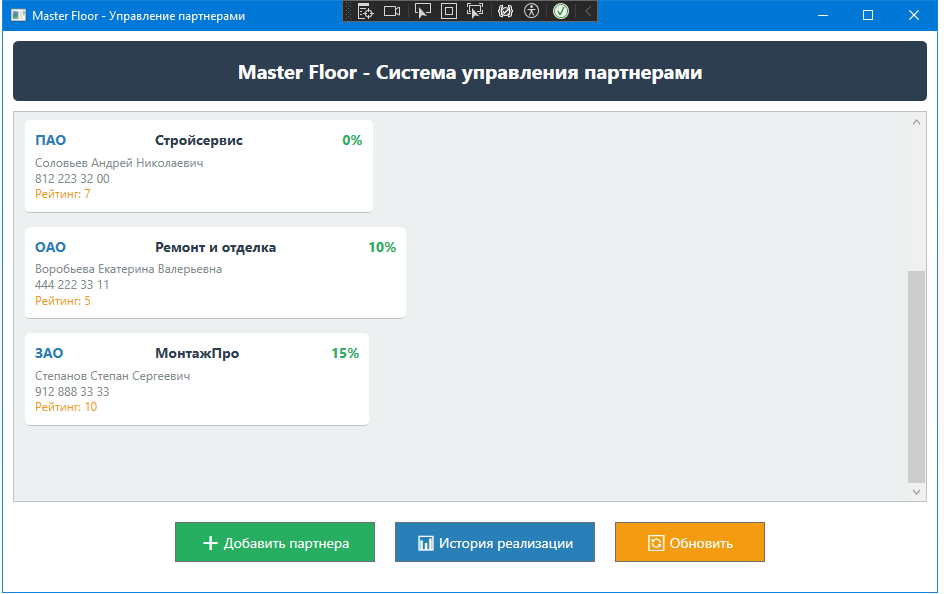 Master Floor - Управление партнерами
Master Floor - Система управления партнерами
ПАО Стройсервис 0%
Соловьев Андрей Николаевич
812 223 32 00
Рейтинг: 7
ОАО Ремонт и отделка 10%
Воробьева Екатерина Валерьевна
444 222 33 11
Рейтинг: 5
ЗАО МонтажПро 15%
Степанов Степан Сергеевич
912 888 33 33
Рейтинг: 10
Добавить партнера
История реализации
Обновить